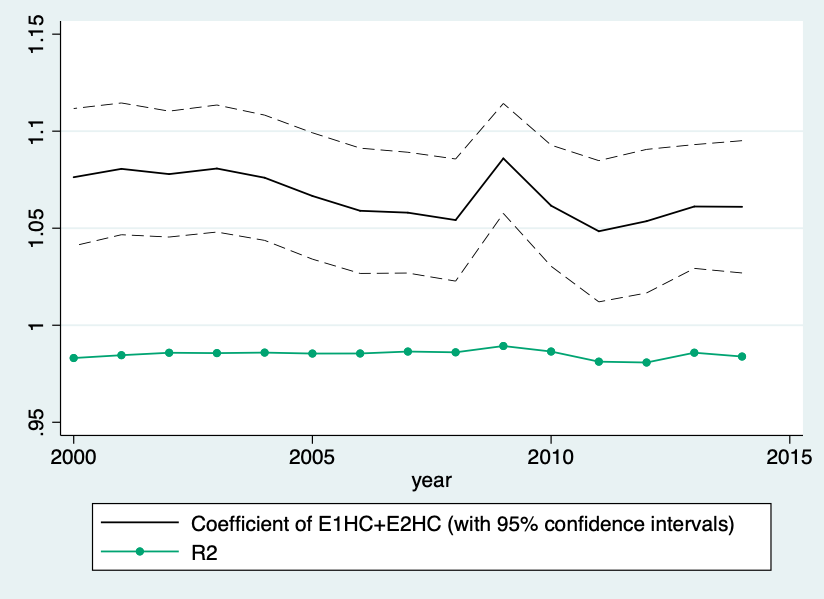 1.15
1.1
1.05
1
.95
2000 2005 2010 2015
year
Coefficient of E1HC+E2HC (with 95% confidence intervals)
R2